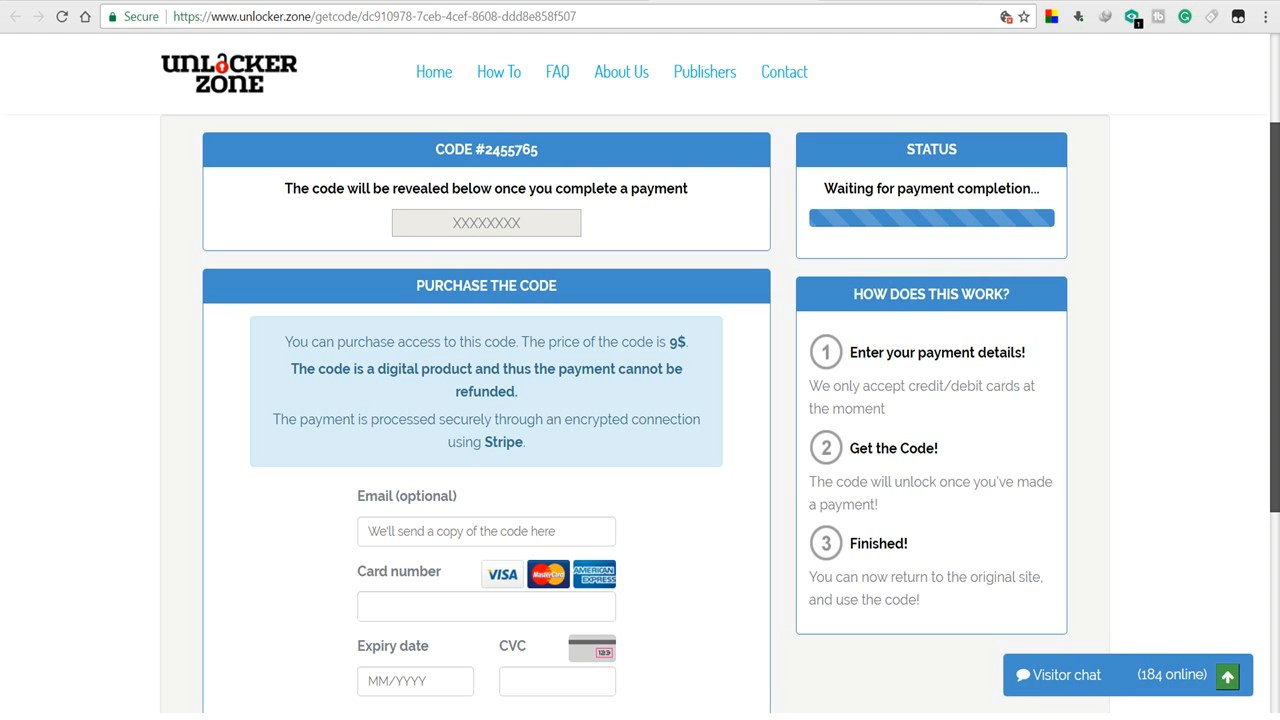 Secure
https://www.unlocker.zone/getcode/dc910978-7ceb-4cef-8608-ddd8e858f507
1
UNLOCKER
ZONE
Home
How To
FAQ
About Us
Publishers
Contact
CODE #2455765
The code will be revealed below once you complete a payment
XXXXXXXX
STATUS
Waiting for payment completion...
PURCHASE THE CODE
You can purchase access to this code. The price of the code is 9$.
The code is a digital product and thus the payment cannot be
refunded.
The payment is processed securely through an encrypted connection
using Stripe.
Email (optional)
We'll send a copy of the code here
Card number
VISA
MasterCard
AMERICAN
EXPRESS
Expiry date
CVC
123
MM/YYYY
HOW DOES THIS WORK?
1 Enter your payment details!
We only accept credit/debit cards at
the moment
2 Get the Code!
The code will unlock once you've made
a payment!
3 Finished!
You can now return to the original site,
and use the code!
Visitor chat
(184 online)